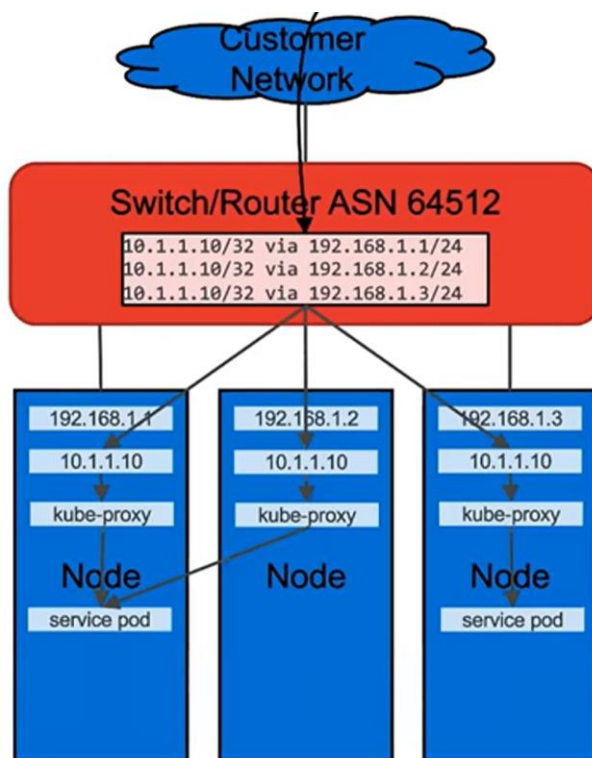 Customer
Network
Switch/Router ASN 64512
10.1.1.10/32 via 192.168.1.1/24
10.1.1.10/32 via 192.168.1.2/24
10.1.1.10/32 via 192.168.1.3/24
192.168.1.1
10.1.1.10
kube-proxy
Node
service pod
192.168.1.2
10.1.1.10
kube-proxy
Node
192.168.1.3
10.1.1.10
kube-proxy
Node
service pod